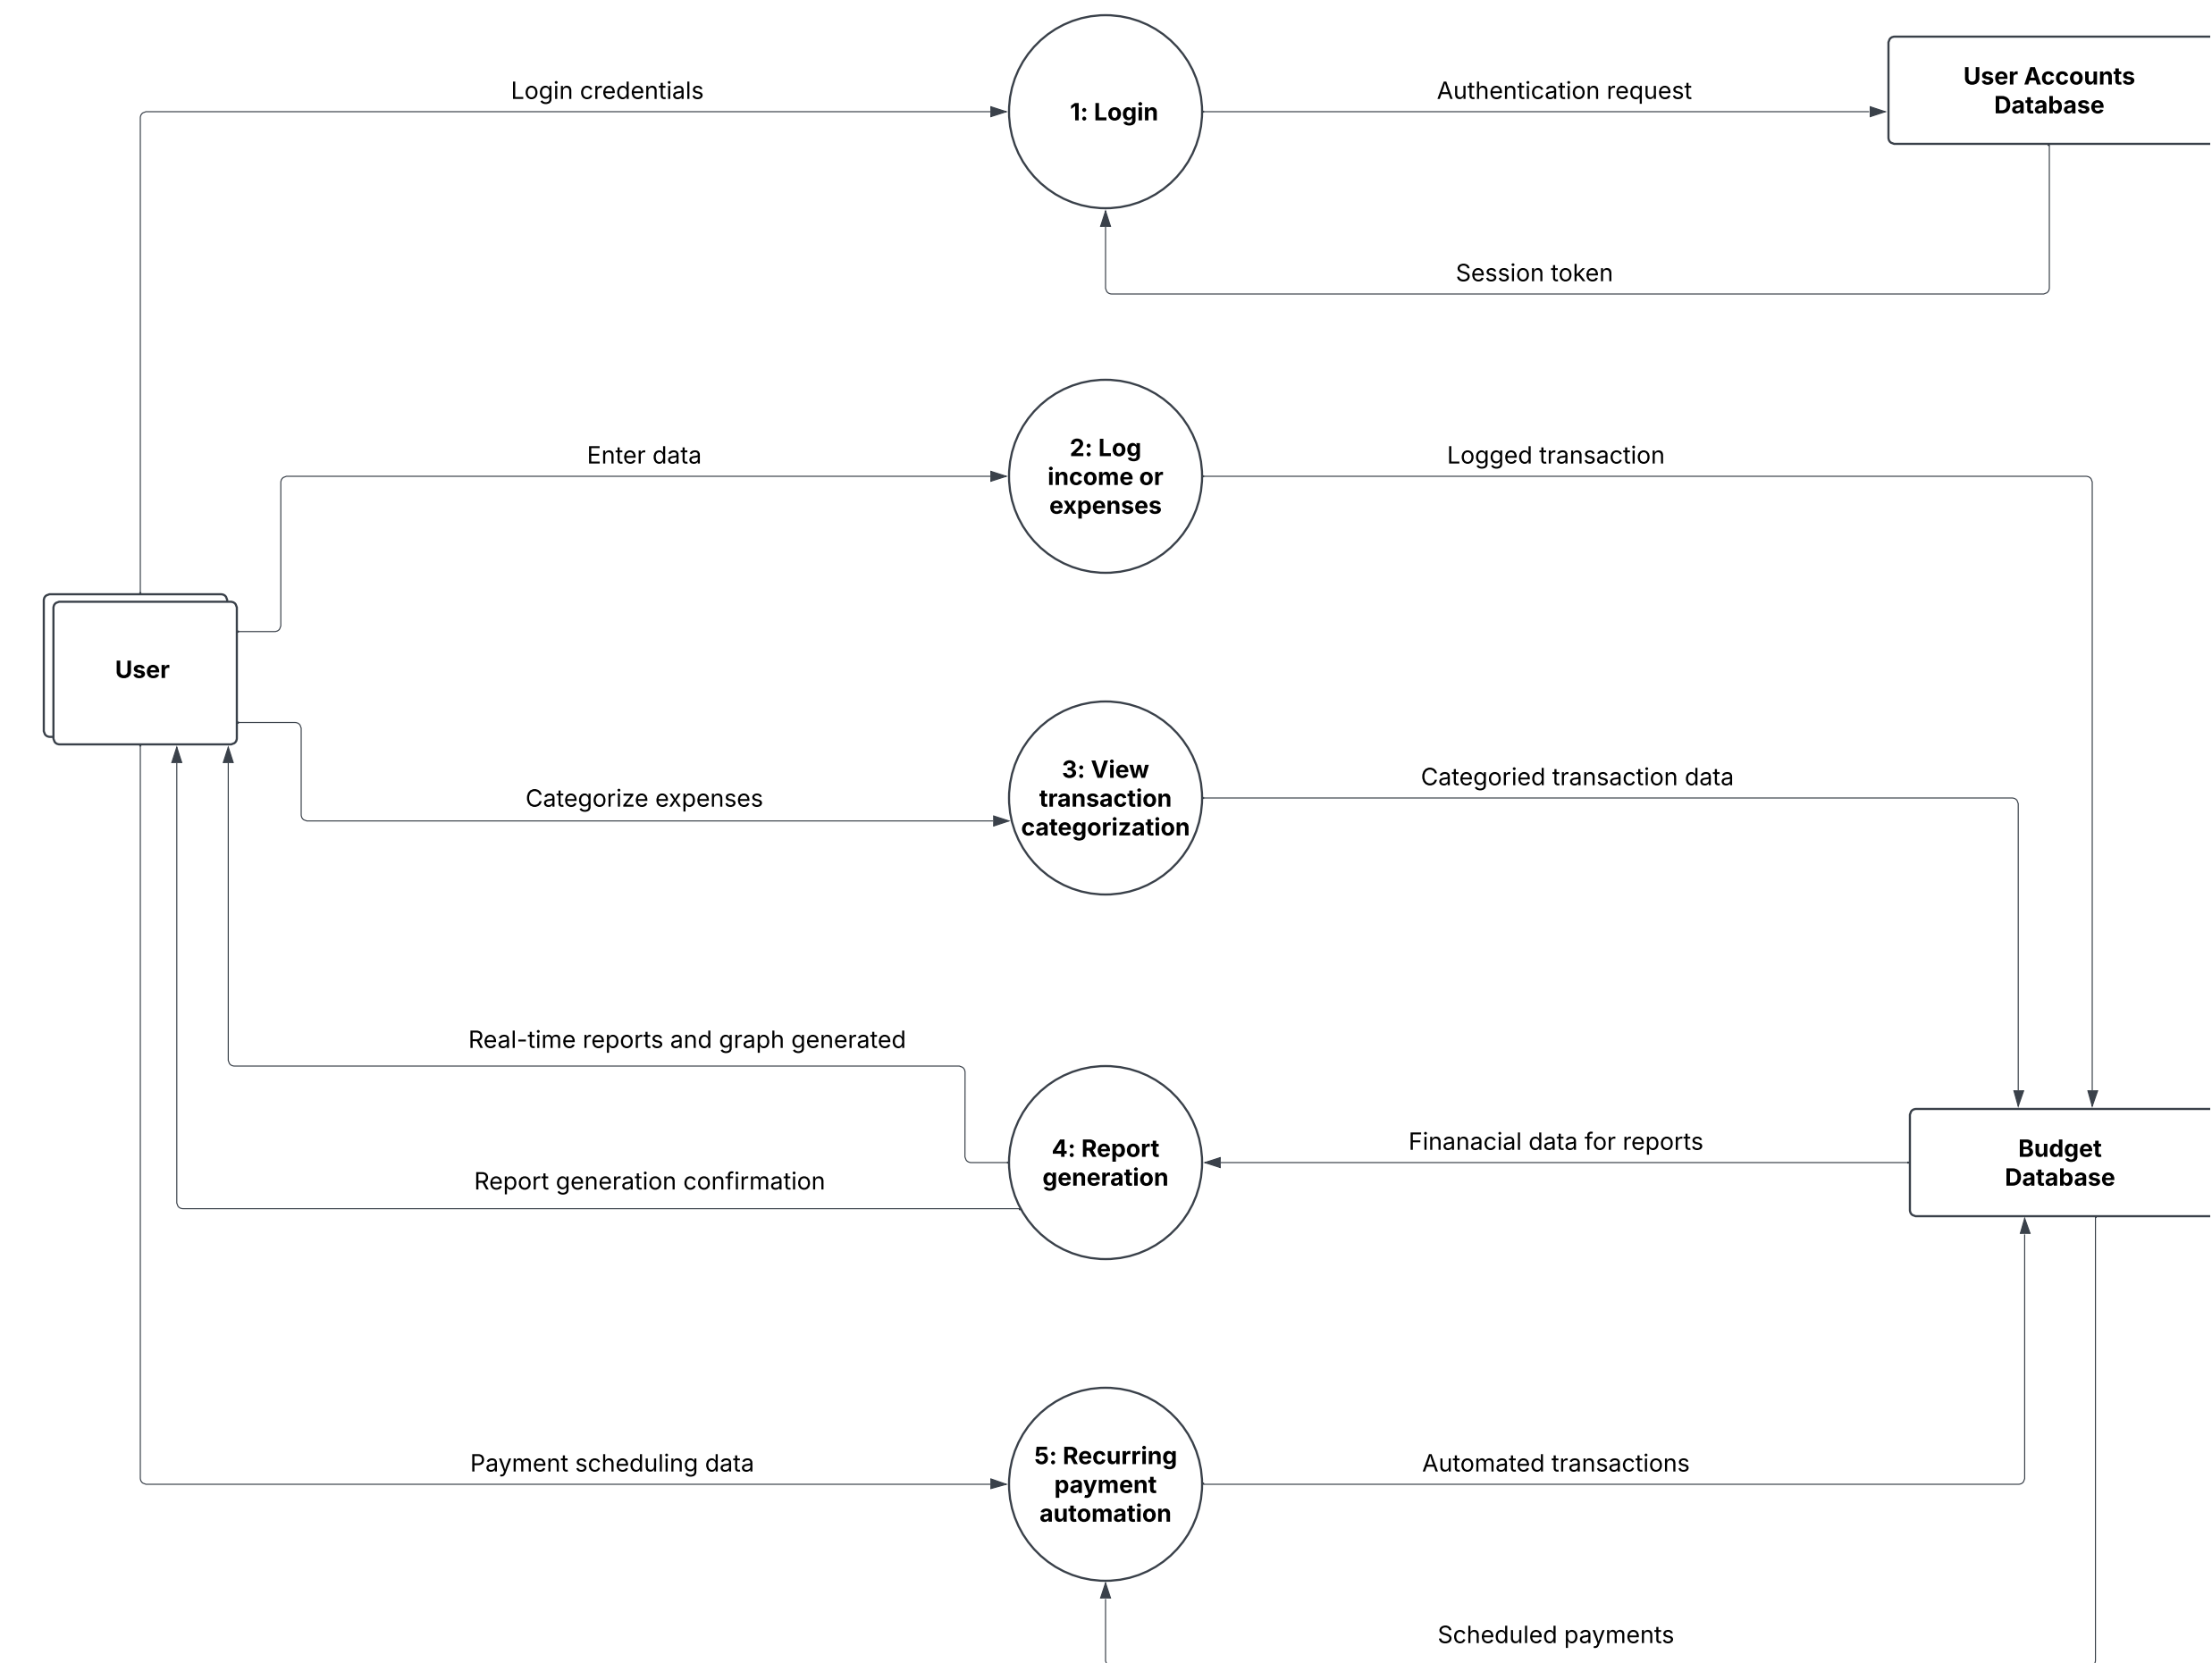 Login credentials
1: Login
Authentication request
User Accounts
Database
Session token
Enter data
2: Log
income or
expenses
Logged transaction
User
Categorize expenses
3: View
transaction
categorization
Categoried transaction data
Real-time reports and graph generated
Report generation confirmation
4: Report
generation
Finanacial data for reports
Budget
Database
Payment scheduling data
5: Recurring
payment
automation
Automated transactions
Scheduled payments